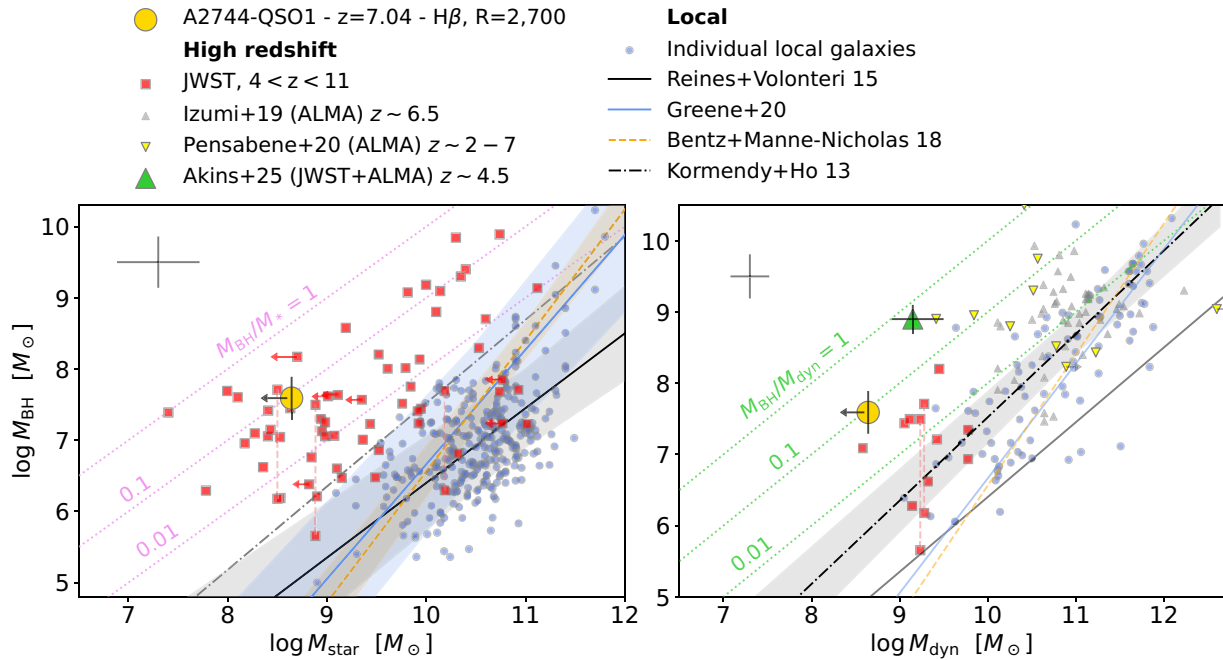 A2744-QSO1 - z=7.04 - Hβ, R=2,700
High redshift
JWST, 4 < z < 11
Izumi+19 (ALMA) z ~ 6.5
Pensabene+20 (ALMA) z ~ 2 − 7
Akins+25 (JWST+ALMA) z ~ 4.5
Local
Individual local galaxies
Reines+Volonteri 15
Greene+20
Bentz+Manne-Nicholas 18
Kormendy+Ho 13
log M_BH [M_⊙]
10
9
8
7
6
5
M_BH/M_* = 1
0.1
0.01
7 8 9 10 11 12
log M_star [M_⊙]
10
9
8
7
6
5
M_BH/M_dyn = 1
0.1
0.01
7 8 9 10 11 12
log M_dyn [M_⊙]